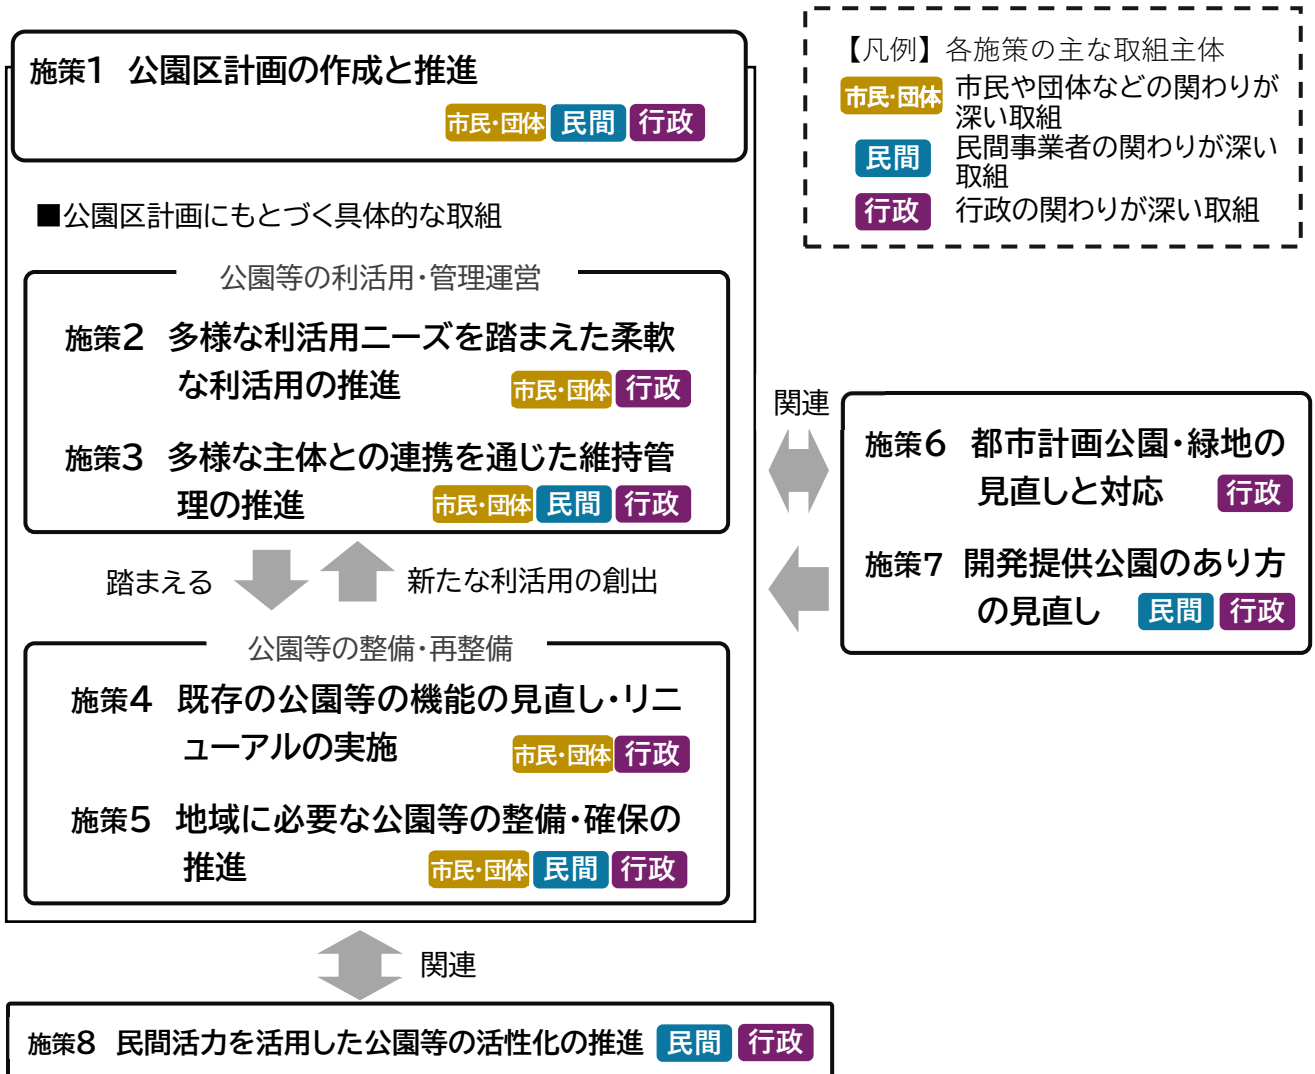 施策1 公園区計画の作成と推進
市民・団体 民間 行政
【凡例】各施策の主な取組主体
市民・団体 市民や団体などの関わりが
深い取組
民間 民間事業者の関わりが深い
取組
行政 行政の関わりが深い取組
■公園区計画にもとづく具体的な取組
公園等の利活用・管理運営
施策2 多様な利活用ニーズを踏まえた柔軟
な利活用の推進 市民・団体 行政
施策3 多様な主体との連携を通じた維持管
理の推進 市民・団体 民間 行政
踏まえる
新たな利活用の創出
公園等の整備・再整備
施策4 既存の公園等の機能の見直し・リニ
ューアルの実施 市民・団体 行政
施策5 地域に必要な公園等の整備・確保の
推進 市民・団体 民間 行政
関連
施策6 都市計画公園・緑地の
見直しと対応 行政
施策7 開発提供公園のあり方
の見直し 民間 行政
関連
施策8 民間活力を活用した公園等の活性化の推進 民間 行政